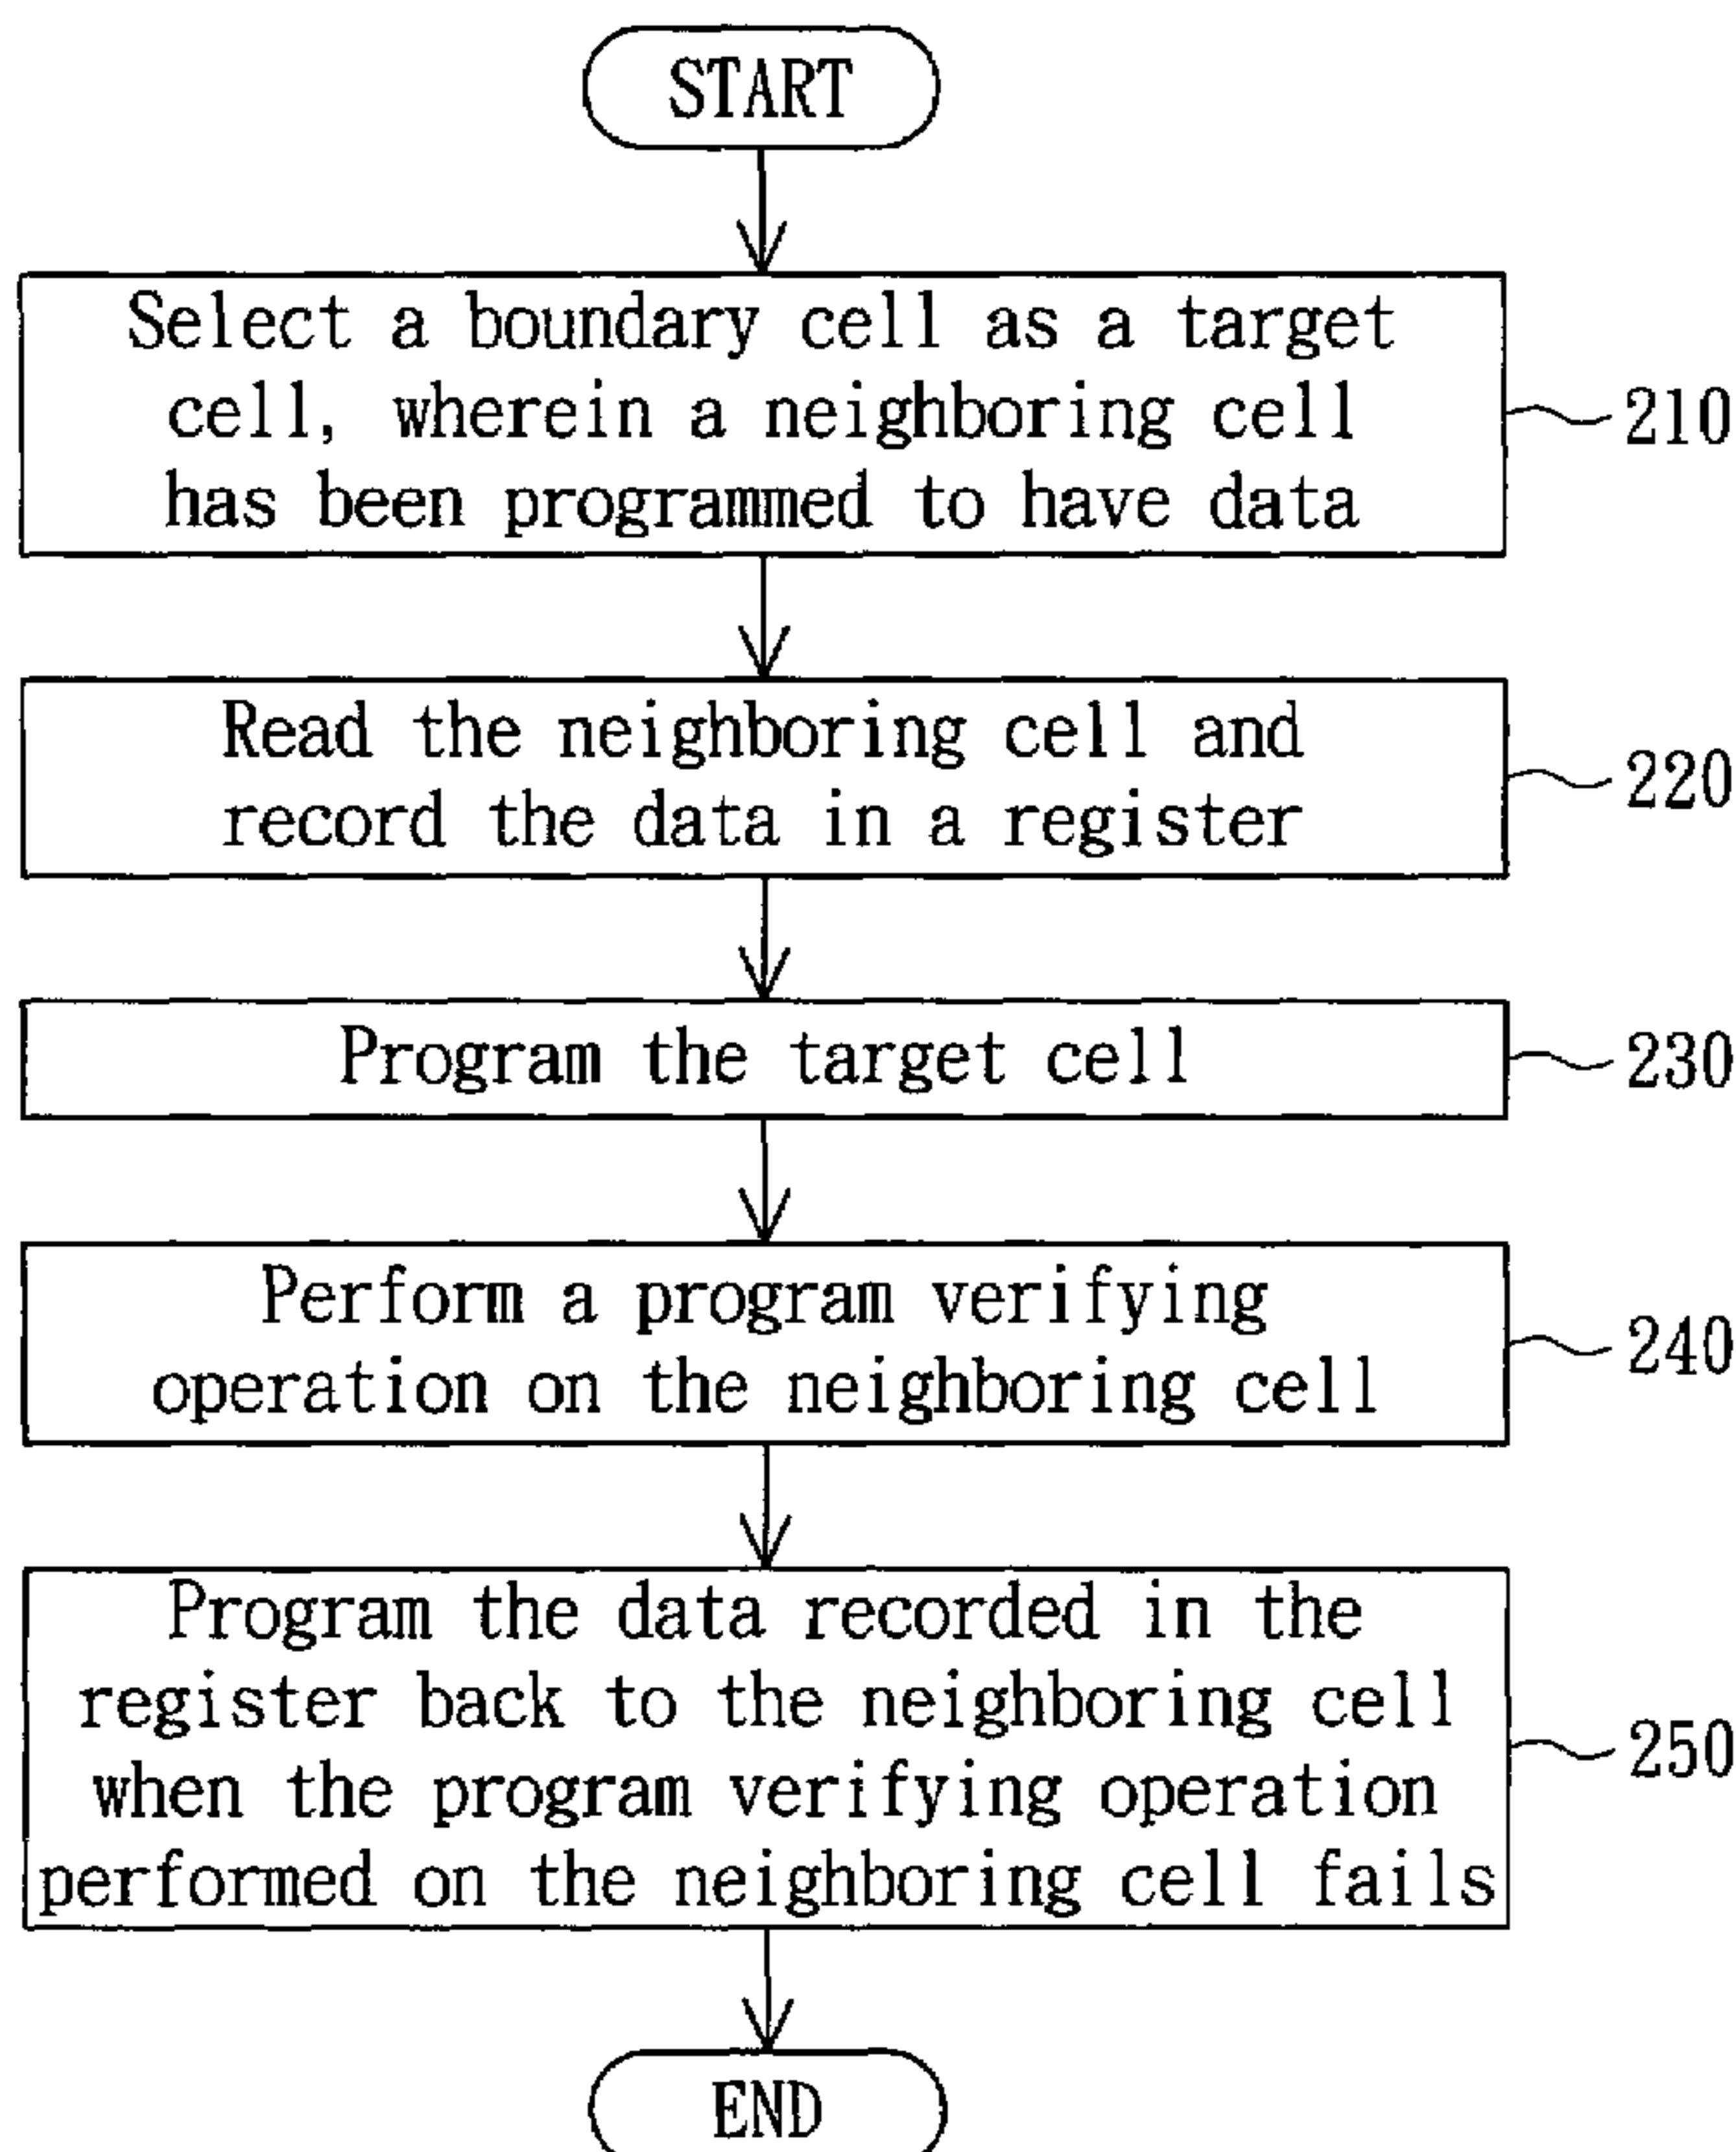 START
Select a boundary cell as a target
cell, wherein a neighboring cell
has been programmed to have data
210
Read the neighboring cell and
record the data in a register
220
Program the target cell
230
Perform a program verifying
operation on the neighboring cell
240
Program the data recorded in the
register back to the neighboring cell
when the program verifying operation
performed on the neighboring cell fails
250
END